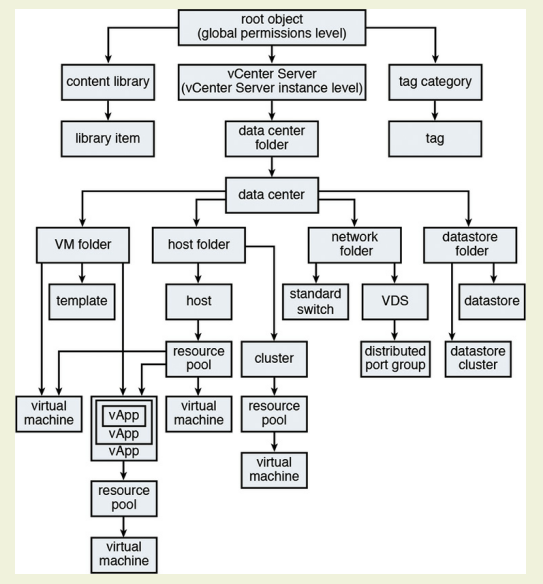 root object
(global permissions level)
content library
vCenter Server
(vCenter Server instance level)
tag category
library item
data center
folder
tag
data center
VM folder
host folder
network
folder
datastore
folder
template
host
standard
switch
VDS
datastore
resource
pool
cluster
distributed
port group
datastore
cluster
virtual
machine
vApp
vApp
vApp
virtual
machine
resource
pool
virtual
machine
resource
pool
virtual
machine